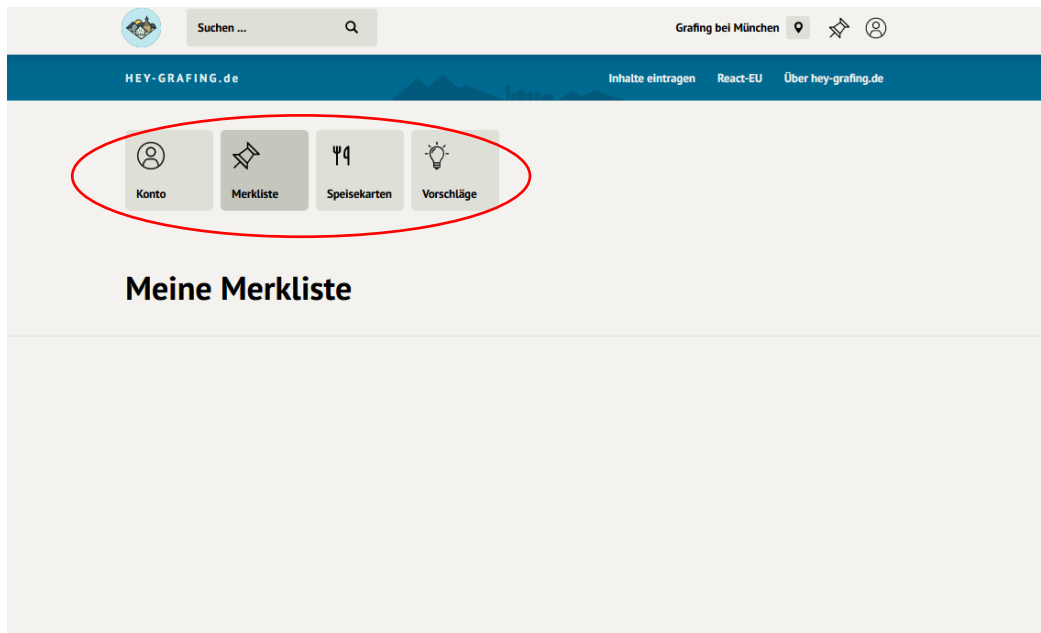 Suchen ...
Grafing bei München
HEY-GRAFING.de
Inhalte eintragen React-EU Über hey-grafing.de
Konto Merkliste Speisekarten Vorschläge
Meine Merkliste